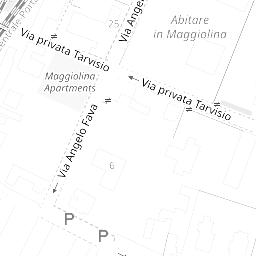 25
Abitare
in Maggiolina
Via Angelo
Via privata Tarvisio
Maggiolina
Apartments
Via privata Tarvisio
Via Angelo Fava
6
P
P